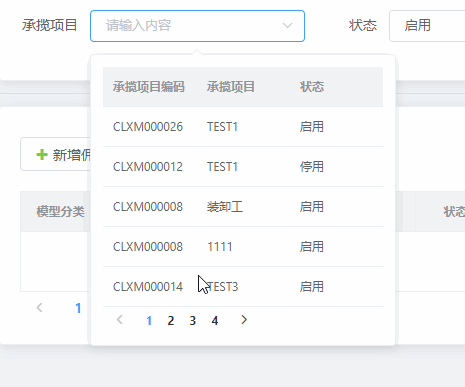 承揽项目 请输入内容 状态 启用
承揽项目编码 承揽项目 状态
CLXM000026 TEST1 启用
+ 新增佣
CLXM000012 TEST1 停用
模型分类 CLXM000008 装卸工 启用 状态
CLXM000008 1111 启用
CLXM000014 TEST3 启用
< 1
< 1 2 3 4 >